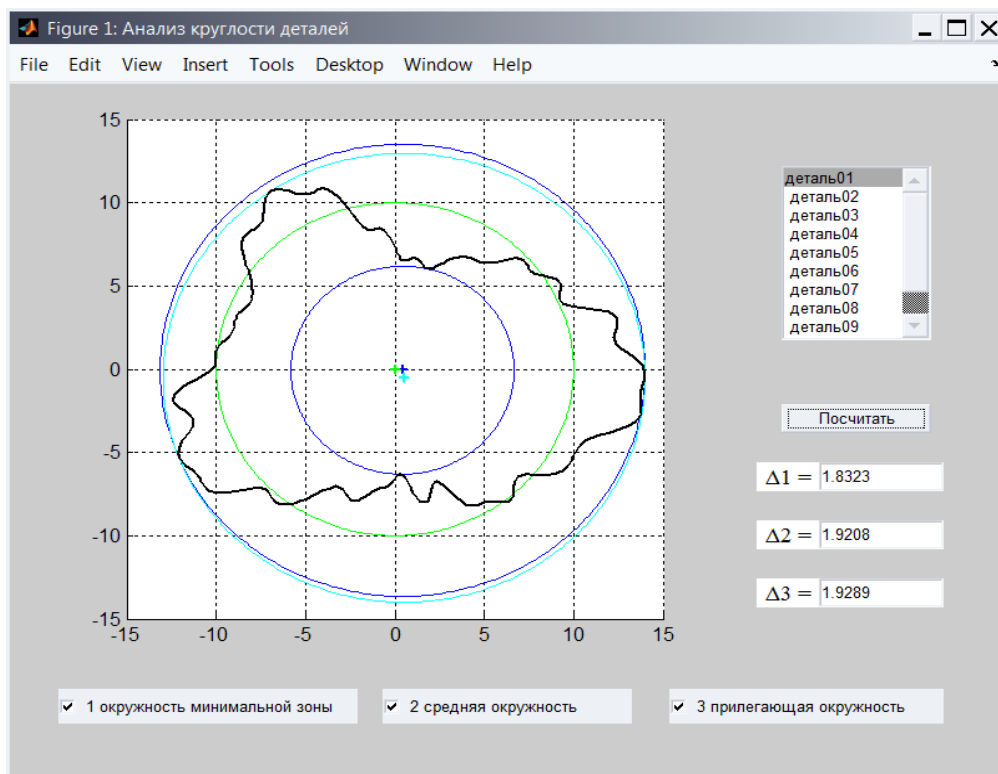 Figure 1: Анализ круглости деталей
File Edit View Insert Tools Desktop Window Help
15
10
5
0
-5
-10
-15
-15 -10 -5 0 5 10 15
деталь01
деталь02
деталь03
деталь04
деталь05
деталь06
деталь07
деталь08
деталь09
Посчитать
Δ1 = 1.8323
Δ2 = 1.9208
Δ3 = 1.9289
1 окружность минимальной зоны
2 средняя окружность
3 прилегающая окружность